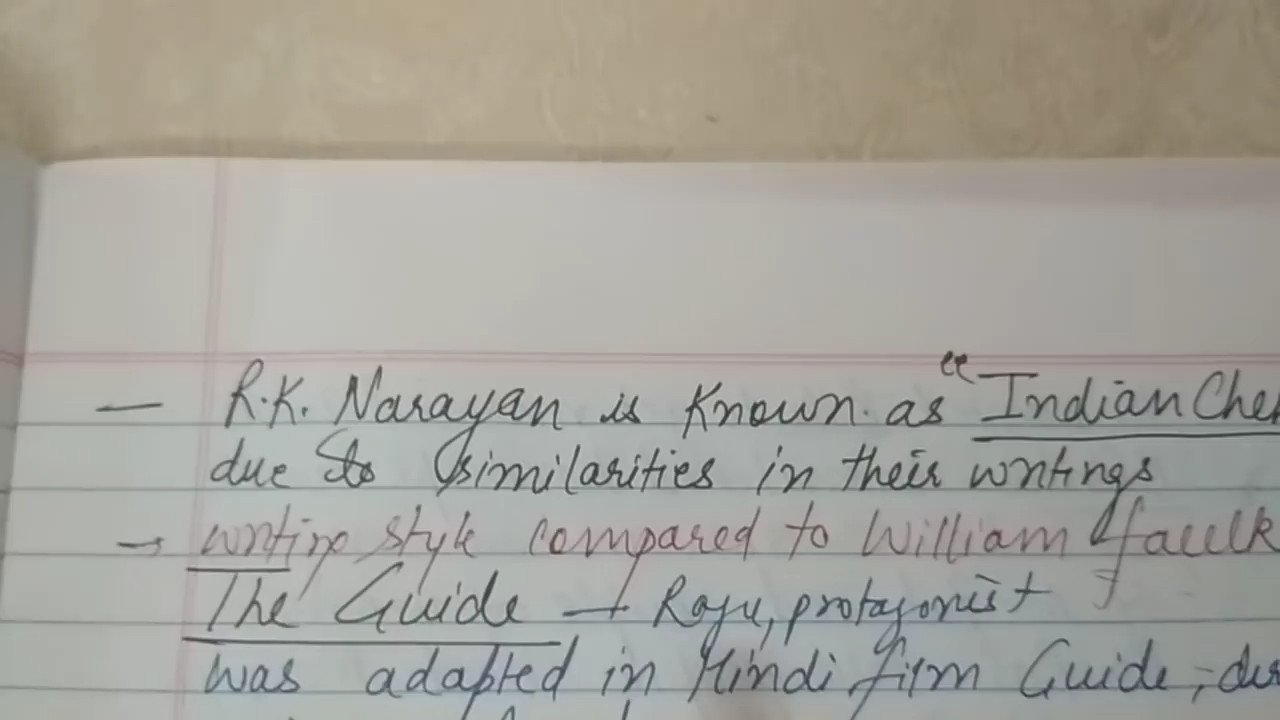 — R.K. Narayan is Known as "Indian Che
due to similarities in their writings
→ writing style compared to William faulk
The Guide → Raju, protagonist
was adapted in Hindi film Guide, du